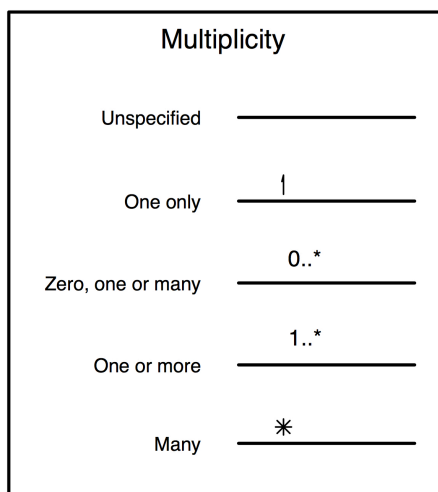 Multiplicity
Unspecified
One only 1
Zero, one or many 0..*
One or more 1..*
Many *